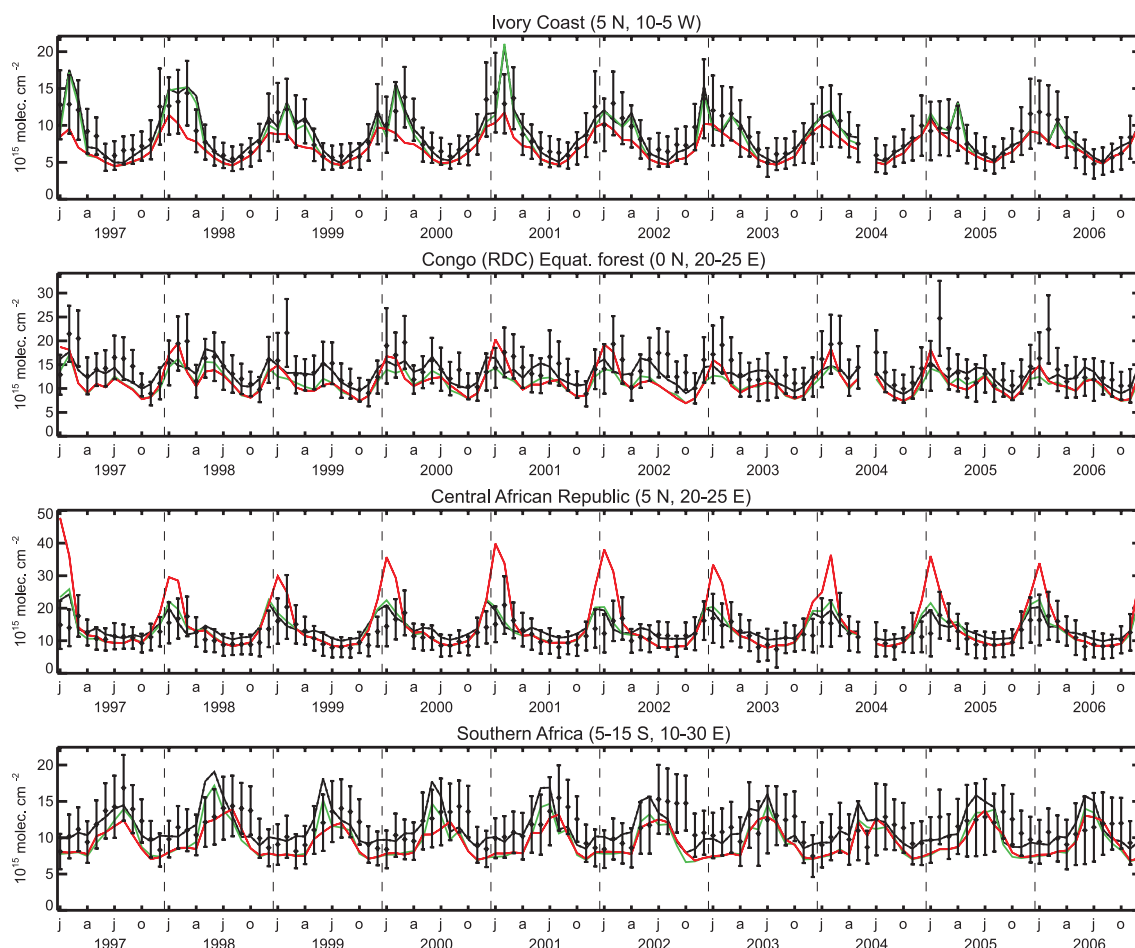 Ivory Coast (5 N, 10-5 W)
20
15
10
5
0
10¹⁵ molec. cm⁻²
j a j o j a j o j a j o j a j o j a j o j a j o j a j o j a j o j a j o j a j o
1997 1998 1999 2000 2001 2002 2003 2004 2005 2006
Congo (RDC) Equat. forest (0 N, 20-25 E)
30
25
20
15
10
5
0
10¹⁵ molec. cm⁻²
j a j o j a j o j a j o j a j o j a j o j a j o j a j o j a j o j a j o j a j o
1997 1998 1999 2000 2001 2002 2003 2004 2005 2006
Central African Republic (5 N, 20-25 E)
50
40
30
20
10
0
10¹⁵ molec. cm⁻²
j a j o j a j o j a j o j a j o j a j o j a j o j a j o j a j o j a j o j a j o
1997 1998 1999 2000 2001 2002 2003 2004 2005 2006
Southern Africa (5-15 S, 10-30 E)
20
15
10
5
0
10¹⁵ molec. cm⁻²
j a j o j a j o j a j o j a j o j a j o j a j o j a j o j a j o j a j o j a j o
1997 1998 1999 2000 2001 2002 2003 2004 2005 2006